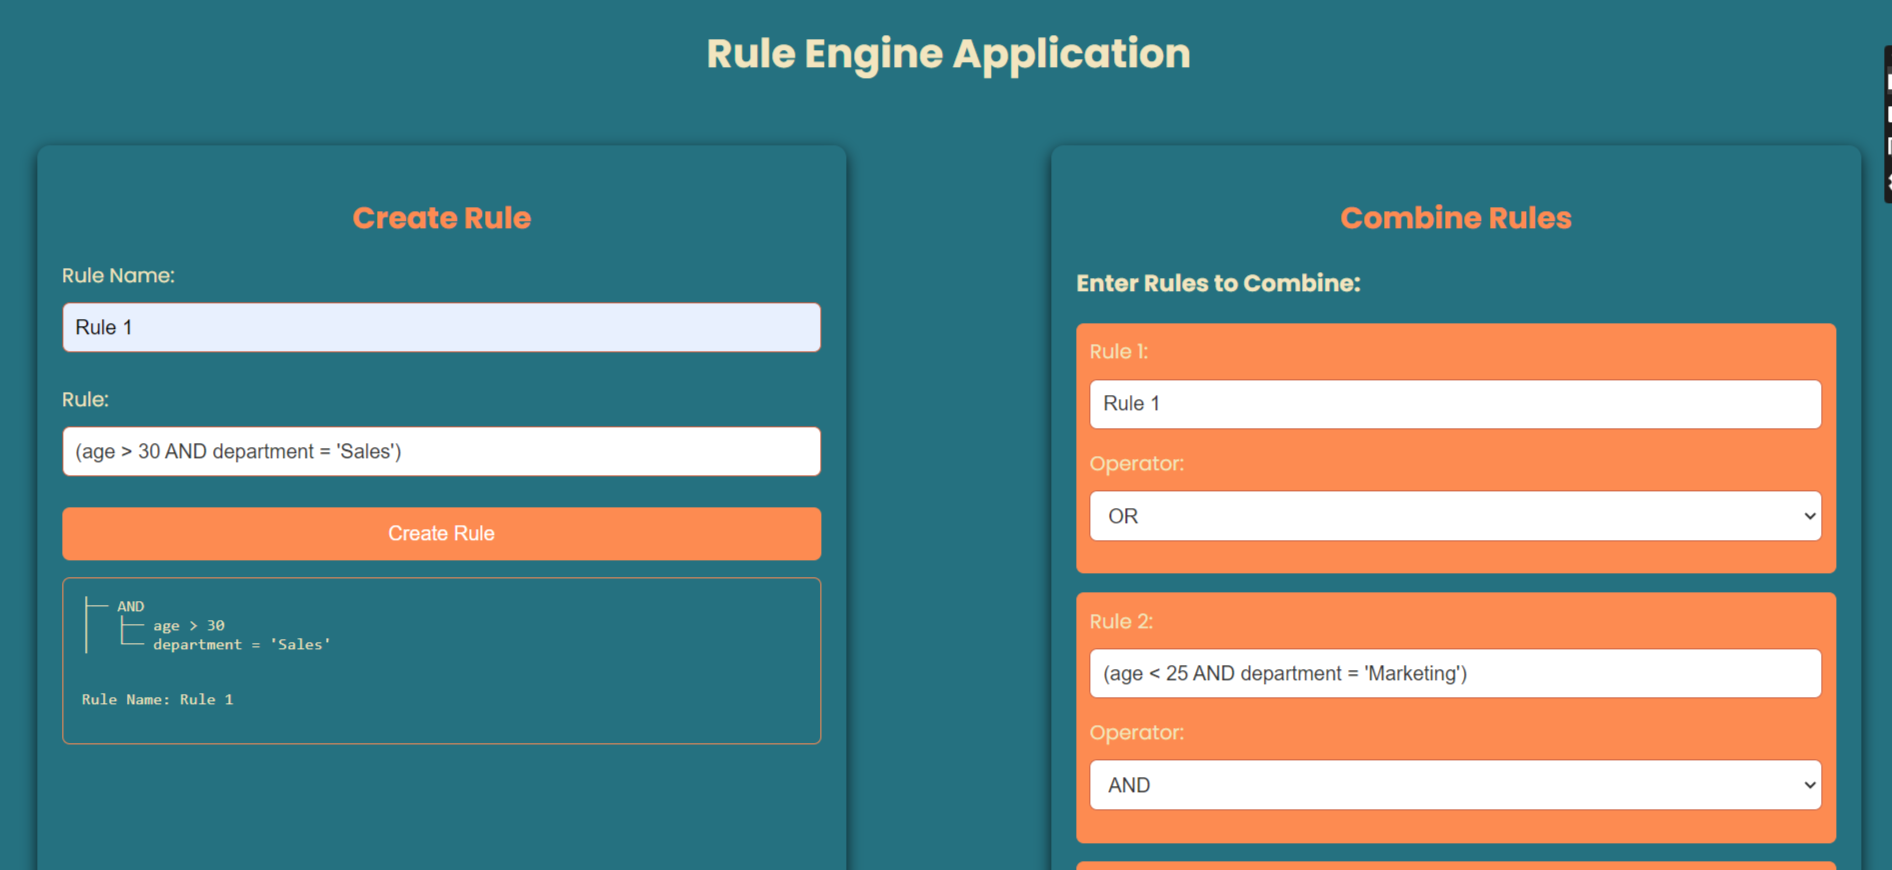 Rule Engine Application
Create Rule
Rule Name:
Rule 1
Rule:
(age > 30 AND department = 'Sales')
Create Rule
├── AND
│   ├── age > 30
│   └── department = 'Sales'
Rule Name: Rule 1
Combine Rules
Enter Rules to Combine:
Rule 1:
Rule 1
Operator:
OR
Rule 2:
(age < 25 AND department = 'Marketing')
Operator:
AND